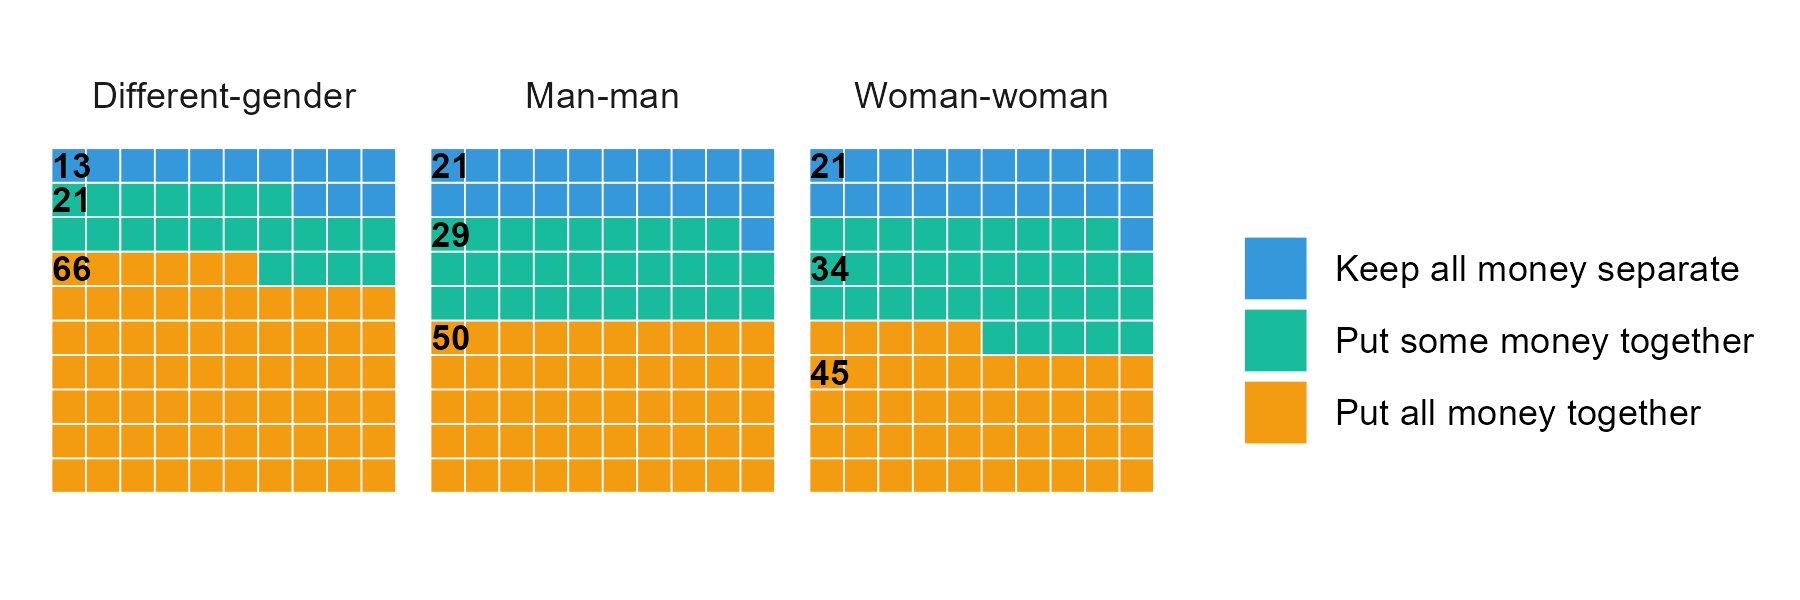 Different-gender
Man-man
Woman-woman
13
21
66
21
29
50
21
34
45
Keep all money separate
Put some money together
Put all money together